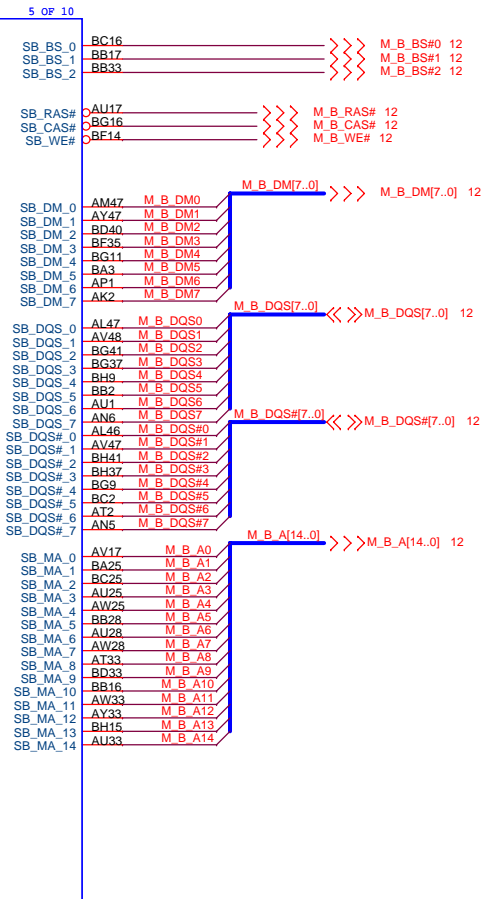 5 OF 10
SB_BS_0 BC16 M_B_BS#0 12
SB_BS_1 BB17 M_B_BS#1 12
SB_BS_2 BB33 M_B_BS#2 12
SB_RAS# AU17 M_B_RAS# 12
SB_CAS# BG16 M_B_CAS# 12
SB_WE# BF14 M_B_WE# 12
M_B_DM[7..0] M_B_DM[7..0] 12
SB_DM_0 AM47 M_B_DM0
SB_DM_1 AY47 M_B_DM1
SB_DM_2 BD40 M_B_DM2
SB_DM_3 BF35 M_B_DM3
SB_DM_4 BG11 M_B_DM4
SB_DM_5 BA3 M_B_DM5
SB_DM_6 AP1 M_B_DM6
SB_DM_7 AK2 M_B_DM7
M_B_DQS[7..0] M_B_DQS[7..0] 12
SB_DQS_0 AL47 M_B_DQS0
SB_DQS_1 AV48 M_B_DQS1
SB_DQS_2 BG41 M_B_DQS2
SB_DQS_3 BG37 M_B_DQS3
SB_DQS_4 BH9 M_B_DQS4
SB_DQS_5 BB2 M_B_DQS5
SB_DQS_6 AU1 M_B_DQS6
SB_DQS_7 AN6 M_B_DQS7
M_B_DQS#[7..0] M_B_DQS#[7..0] 12
SB_DQS#_0 AL46 M_B_DQS#0
SB_DQS#_1 AV47 M_B_DQS#1
SB_DQS#_2 BH41 M_B_DQS#2
SB_DQS#_3 BH37 M_B_DQS#3
SB_DQS#_4 BG9 M_B_DQS#4
SB_DQS#_5 BC2 M_B_DQS#5
SB_DQS#_6 AT2 M_B_DQS#6
SB_DQS#_7 AN5 M_B_DQS#7
M_B_A[14..0] M_B_A[14..0] 12
SB_MA_0 AV17 M_B_A0
SB_MA_1 BA25 M_B_A1
SB_MA_2 BC25 M_B_A2
SB_MA_3 AU25 M_B_A3
SB_MA_4 AW25 M_B_A4
SB_MA_5 BB28 M_B_A5
SB_MA_6 AU28 M_B_A6
SB_MA_7 AW28 M_B_A7
SB_MA_8 AT33 M_B_A8
SB_MA_9 BD33 M_B_A9
SB_MA_10 BB16 M_B_A10
SB_MA_11 AW33 M_B_A11
SB_MA_12 AY33 M_B_A12
SB_MA_13 BH15 M_B_A13
SB_MA_14 AU33 M_B_A14